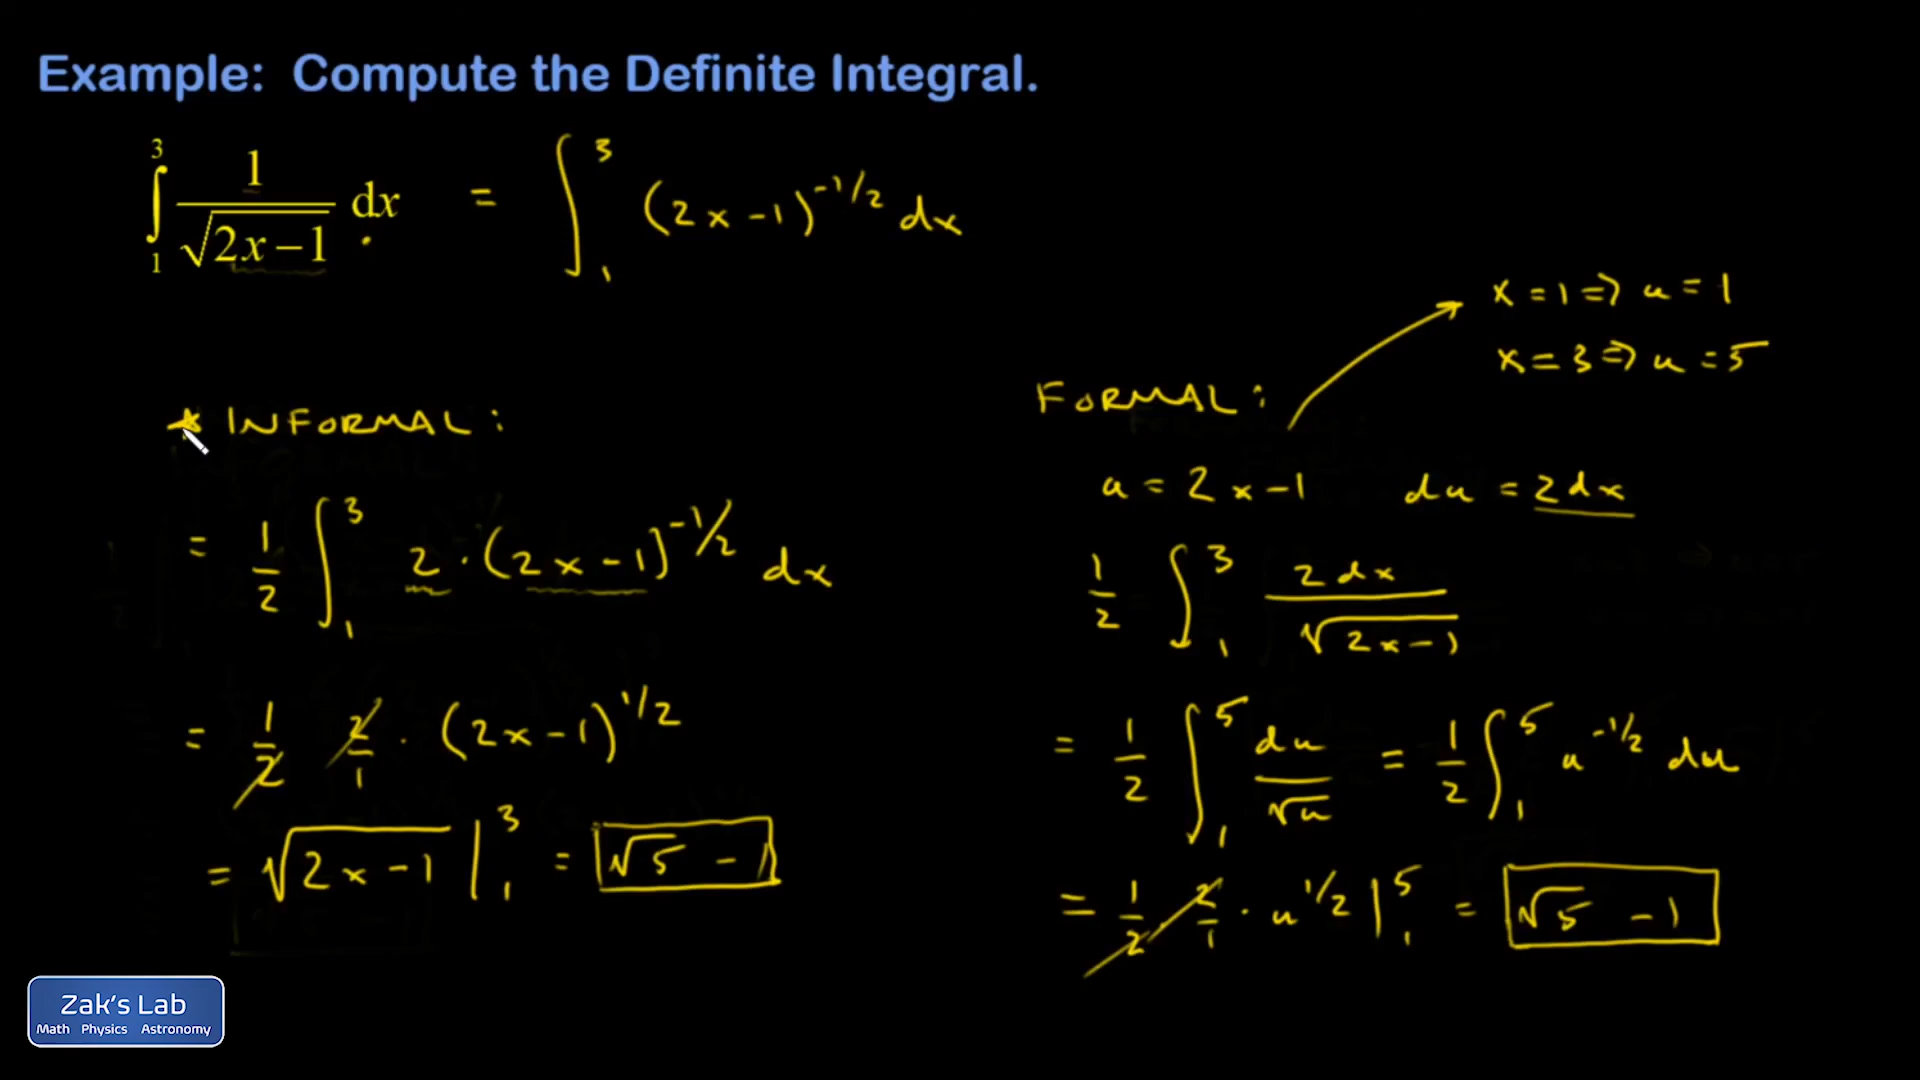 Example: Compute the Definite Integral.
∫₁³ 1/√(2x−1) dx = ∫₁³ (2x−1)^(−1/2) dx
x = 1 ⇒ u = 1
x = 3 ⇒ u = 5
* INFORMAL:
= 1/2 ∫₁³ 2·(2x−1)^(−1/2) dx
= 1/2 2/1 · (2x−1)^(1/2)
= √(2x−1) |₁³ = √5 − 1
FORMAL:
u = 2x−1 du = 2dx
1/2 ∫₁³ 2dx/√(2x−1)
= 1/2 ∫₁⁵ du/√u = 1/2 ∫₁⁵ u^(−1/2) du
= 1/2 · 2/1 · u^(1/2) |₁⁵ = √5 − 1
Zak's Lab
Math Physics Astronomy